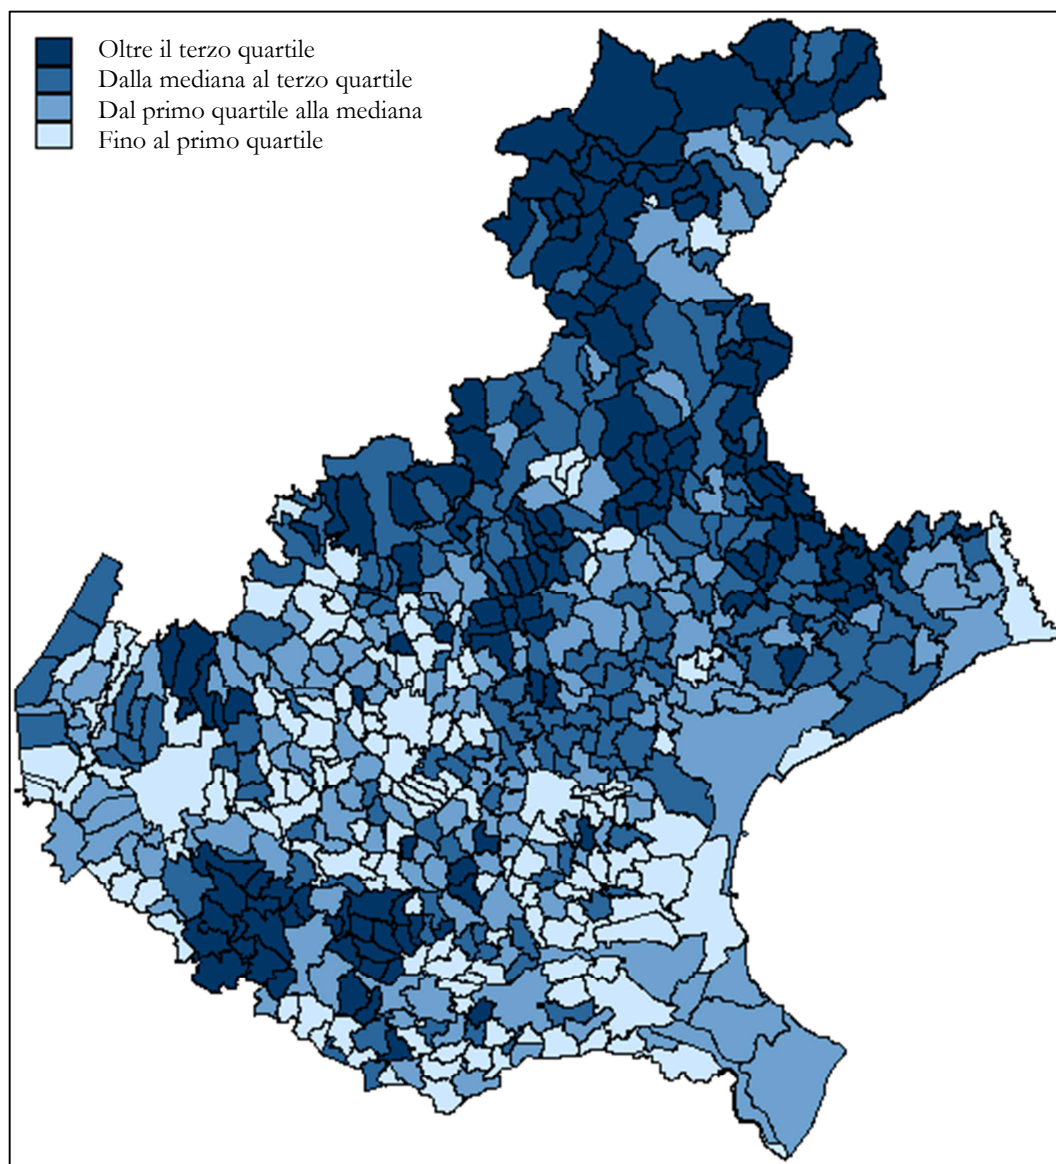 Oltre il terzo quartile
Dalla mediana al terzo quartile
Dal primo quartile alla mediana
Fino al primo quartile